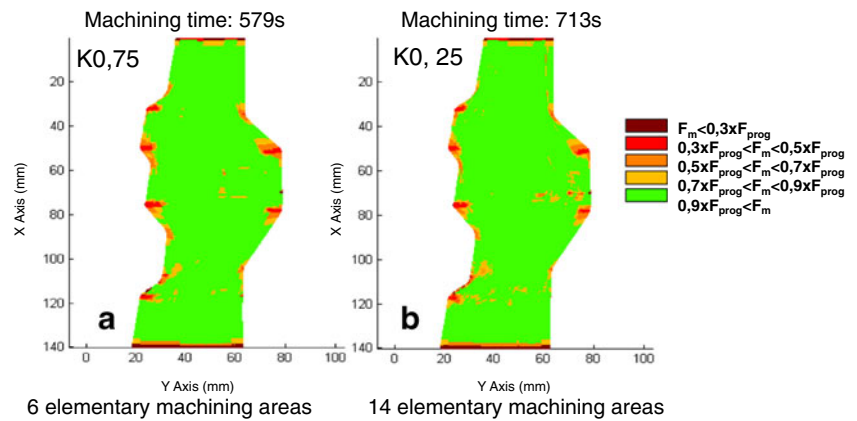 Machining time: 579s
Machining time: 713s
K0,75
K0, 25
20
40
60
80
100
120
140
X Axis (mm)
0
20
40
60
80
100
Y Axis (mm)
a
20
40
60
80
100
120
140
X Axis (mm)
0
20
40
60
80
100
Y Axis (mm)
b
Fm<0,3xFprog
0,3xFprog<Fm<0,5xFprog
0,5xFprog<Fm<0,7xFprog
0,7xFprog<Fm<0,9xFprog
0,9xFprog<Fm
6 elementary machining areas
14 elementary machining areas